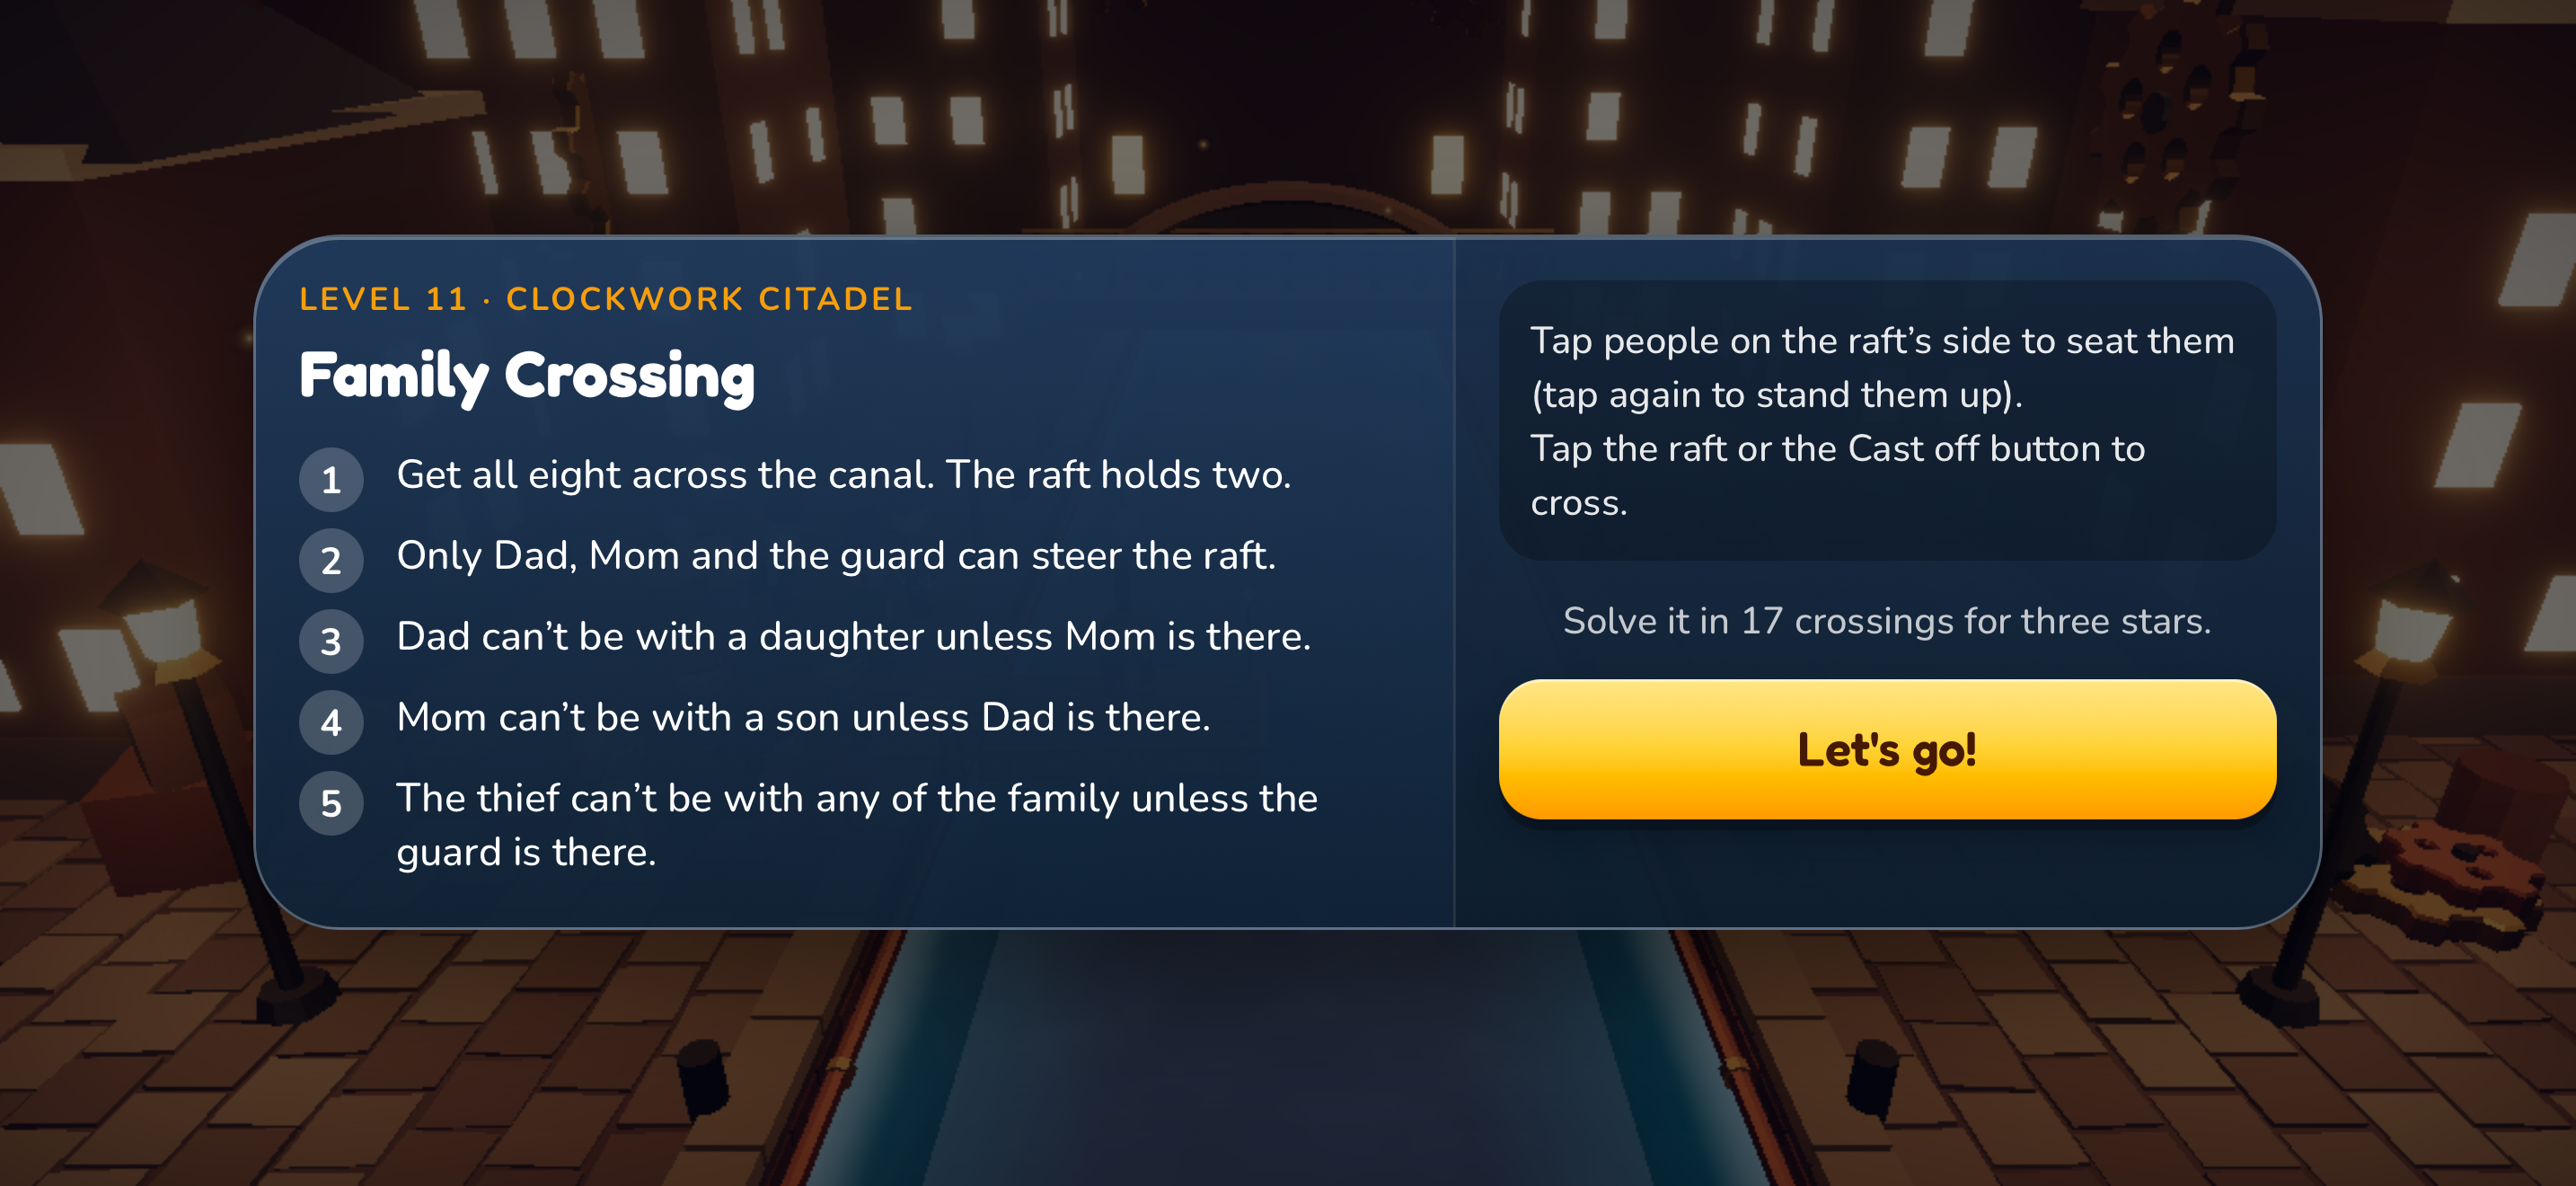 LEVEL 11 · CLOCKWORK CITADEL
Family Crossing
1 Get all eight across the canal. The raft holds two.
2 Only Dad, Mom and the guard can steer the raft.
3 Dad can’t be with a daughter unless Mom is there.
4 Mom can’t be with a son unless Dad is there.
5 The thief can’t be with any of the family unless the
guard is there.
Tap people on the raft’s side to seat them
(tap again to stand them up).
Tap the raft or the Cast off button to
cross.
Solve it in 17 crossings for three stars.
Let's go!